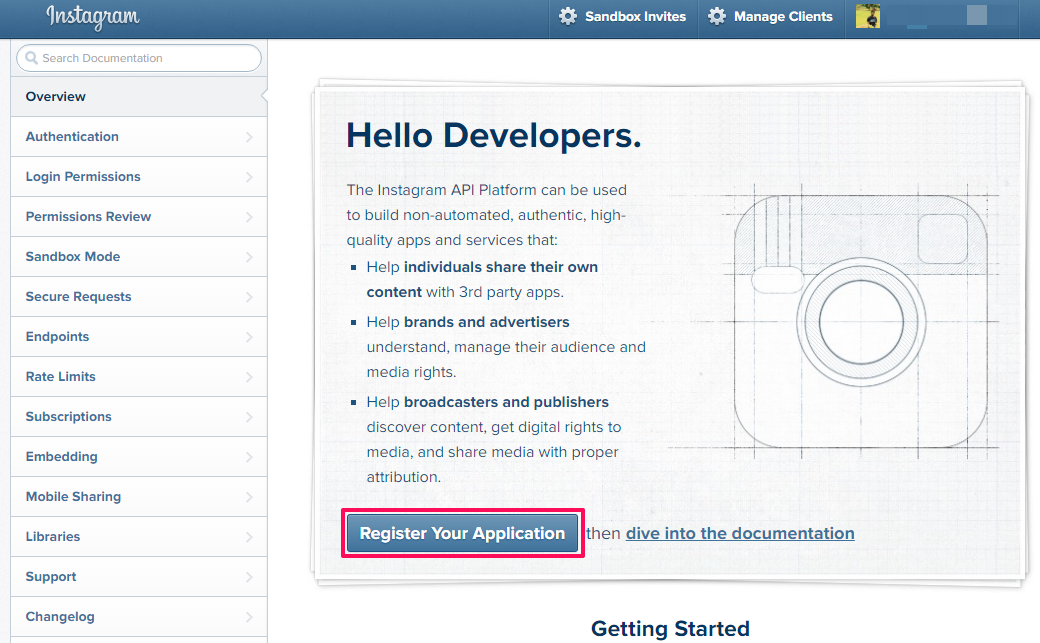 Instagram
Sandbox Invites
Manage Clients
Search Documentation
Overview
Authentication
Login Permissions
Permissions Review
Sandbox Mode
Secure Requests
Endpoints
Rate Limits
Subscriptions
Embedding
Mobile Sharing
Libraries
Support
Changelog
Hello Developers.
The Instagram API Platform can be used
to build non-automated, authentic, high-
quality apps and services that:
Help individuals share their own
content with 3rd party apps.
Help brands and advertisers
understand, manage their audience and
media rights.
Help broadcasters and publishers
discover content, get digital rights to
media, and share media with proper
attribution.
Register Your Application then dive into the documentation
Getting Started